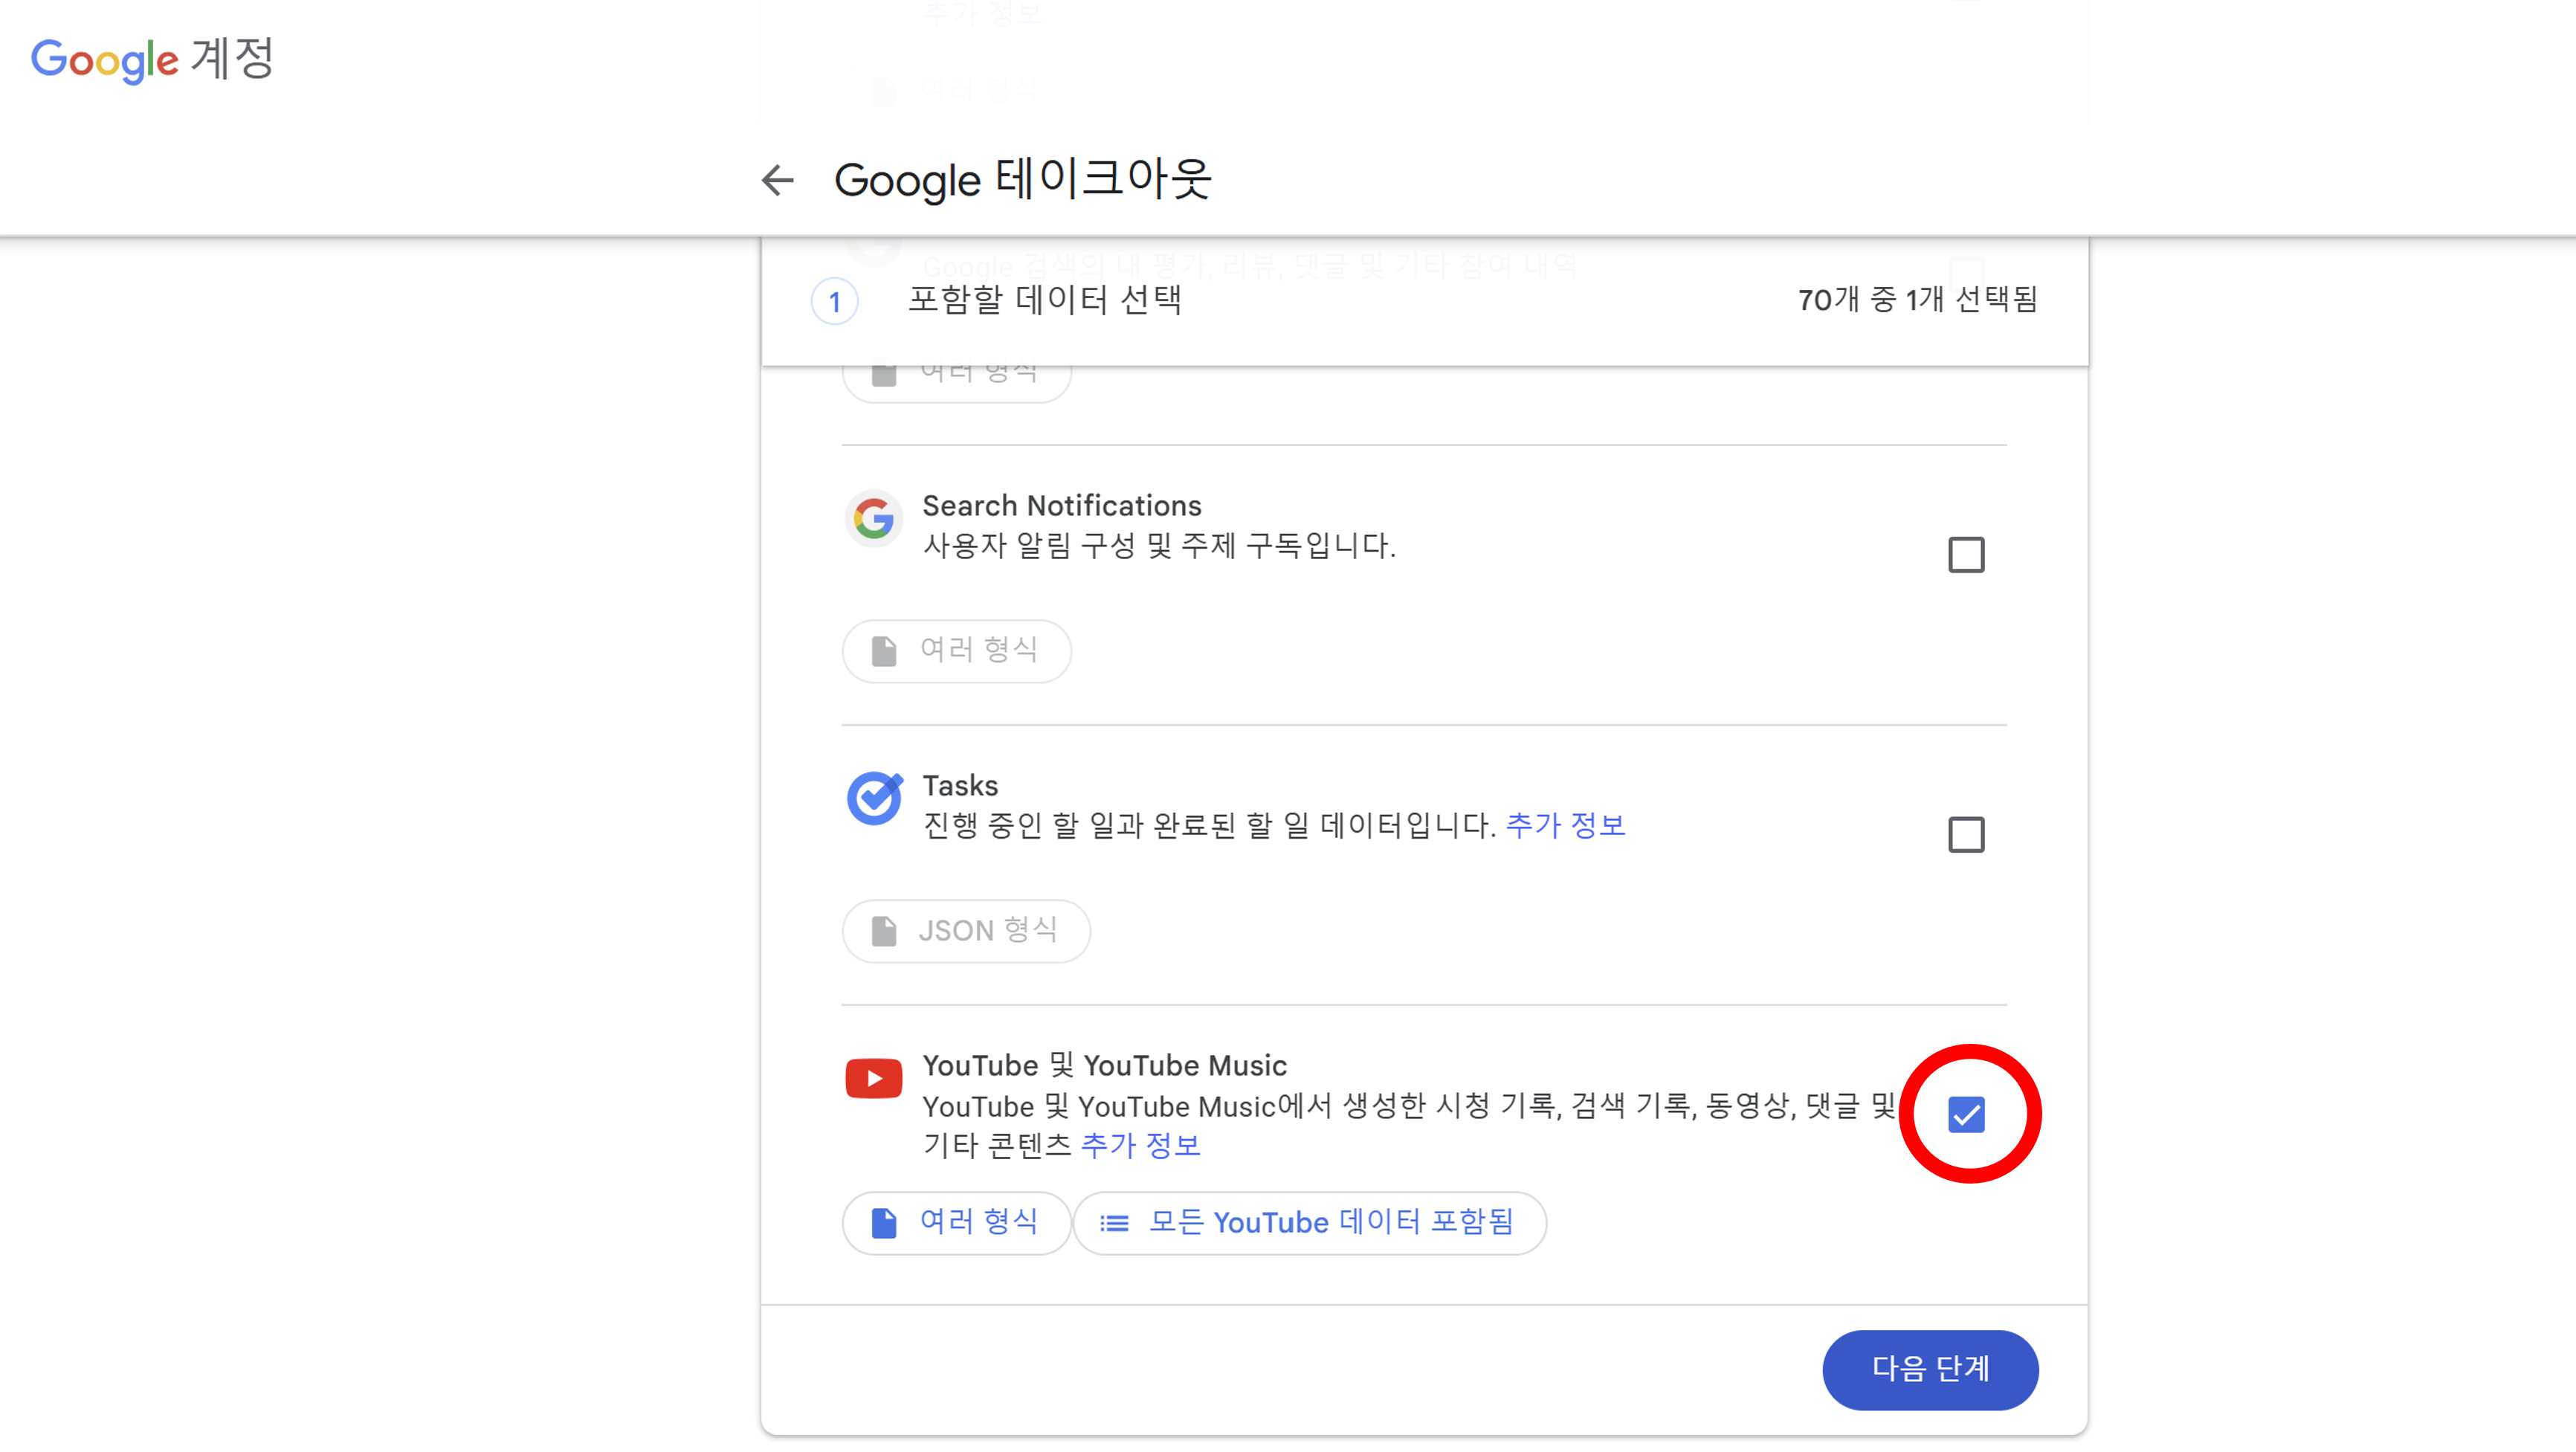 추가 정보
여러 형식
Google 계정
Google 테이크아웃
Google 검색의 내 평가, 리뷰, 댓글 및 기타 참여 내역
1 포함할 데이터 선택 70개 중 1개 선택됨
여러 형식
Search Notifications
사용자 알림 구성 및 주제 구독입니다.
여러 형식
Tasks
진행 중인 할 일과 완료된 할 일 데이터입니다. 추가 정보
JSON 형식
YouTube 및 YouTube Music
YouTube 및 YouTube Music에서 생성한 시청 기록, 검색 기록, 동영상, 댓글 및
기타 콘텐츠 추가 정보
여러 형식 모든 YouTube 데이터 포함됨
다음 단계